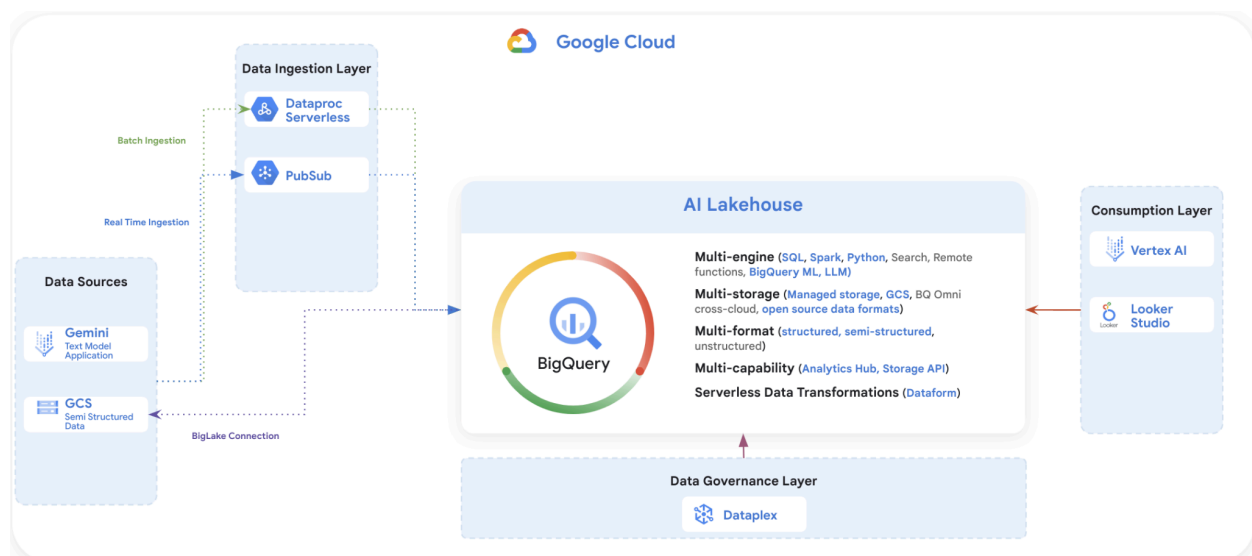 Google Cloud
Data Ingestion Layer
Dataproc
Serverless
PubSub
Batch Ingestion
Real Time Ingestion
Data Sources
Gemini
Text Model
Application
GCS
Semi Structured
Data
BigLake Connection
AI Lakehouse
BigQuery
Multi-engine (SQL, Spark, Python, Search, Remote
functions, BigQuery ML, LLM)
Multi-storage (Managed storage, GCS, BQ Omni
cross-cloud, open source data formats)
Multi-format (structured, semi-structured,
unstructured)
Multi-capability (Analytics Hub, Storage API)
Serverless Data Transformations (Dataform)
Consumption Layer
Vertex AI
Looker
Looker
Studio
Data Governance Layer
Dataplex